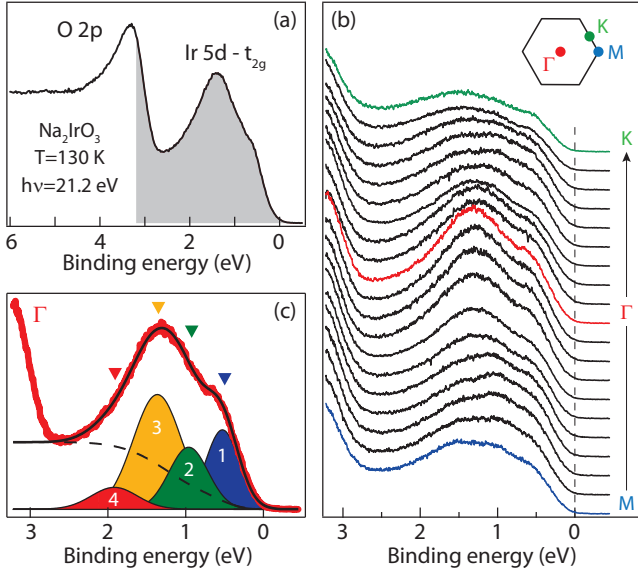 (a)
O 2p
Ir 5d - t2g
Na2IrO3
T=130 K
hν=21.2 eV
6 4 2 0
Binding energy (eV)
(b)
K
Γ
M
K
Γ
M
3 2 1 0
Binding energy (eV)
(c)
Γ
3
2
1
4
3 2 1 0
Binding energy (eV)